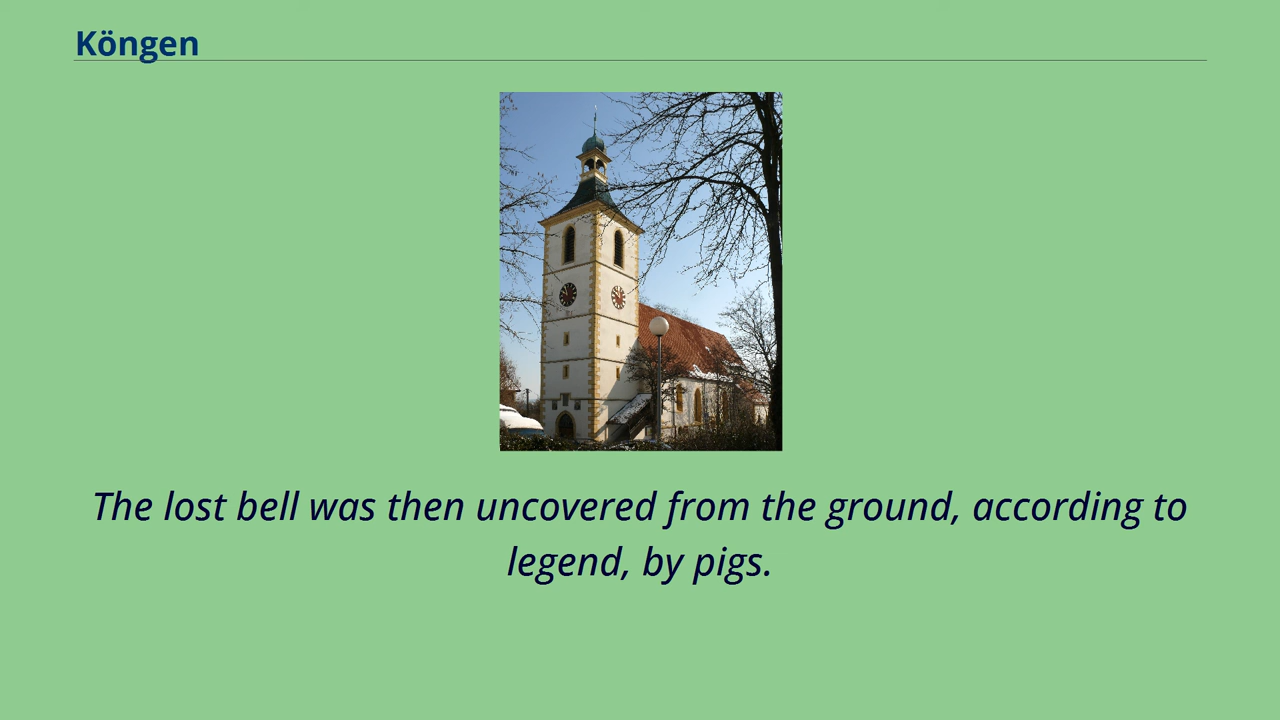 Köngen
The lost bell was then uncovered from the ground, according to
legend, by pigs.